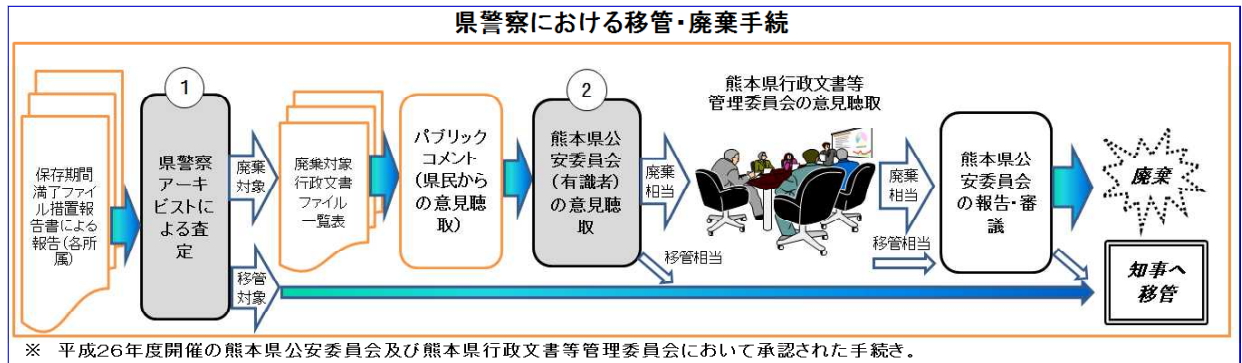 県警察における移管・廃棄手続
保存期間
満了ファイ
ル措置報
告書による
報告(各所
属)
1
県警察
アーキ
ビストに
よる査
定
廃棄
対象
移管
対象
廃棄対象
行政文書
ファイル
一覧表
パブリック
コメント
(県民から
の意見聴
取)
2
熊本県公
安委員会
(有識者)
の意見聴
取
廃棄
相当
移管相当
熊本県行政文書等
管理委員会の意見聴取
廃棄
相当
移管相当
熊本県公
安委員会
の報告・審
議
廃棄
知事へ
移管
※ 平成26年度開催の熊本県公安委員会及び熊本県行政文書等管理委員会において承認された手続き。